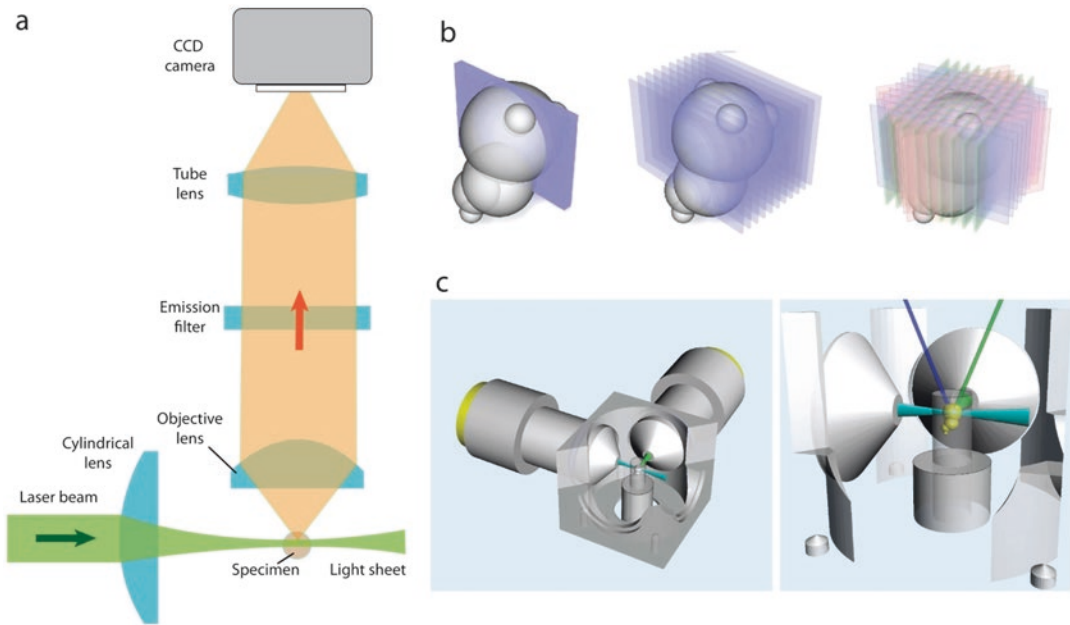 a
CCD
camera
Tube
lens
Emission
filter
Objective
lens
Cylindrical
lens
Laser beam
Specimen
Light sheet
b
c